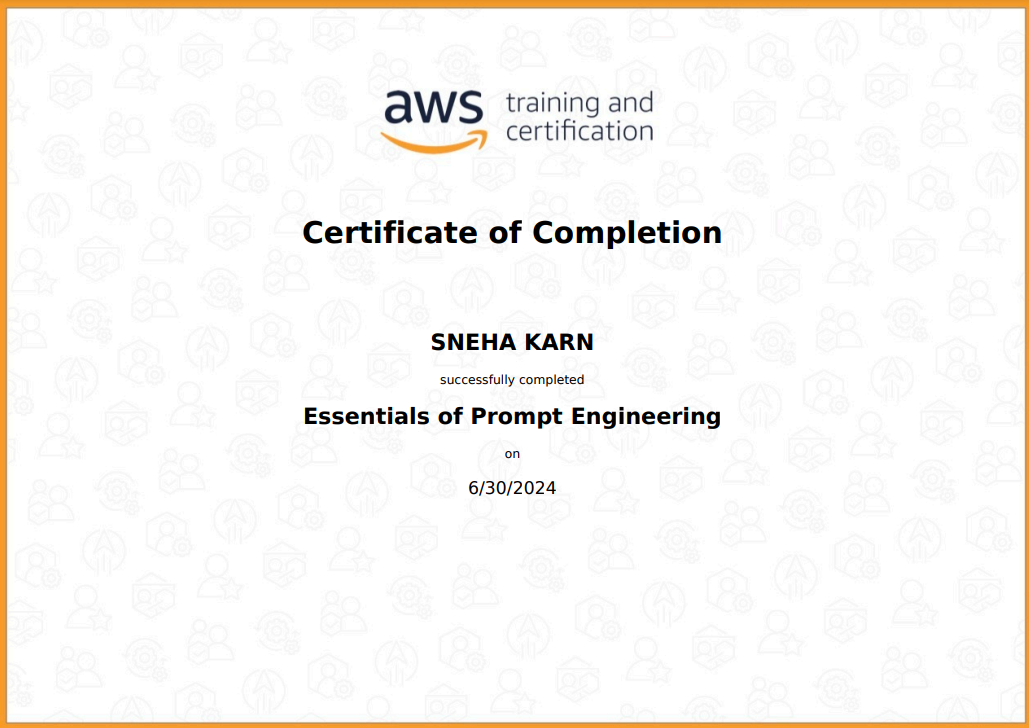 aws training and
certification
Certificate of Completion
SNEHA KARN
successfully completed
Essentials of Prompt Engineering
on
6/30/2024